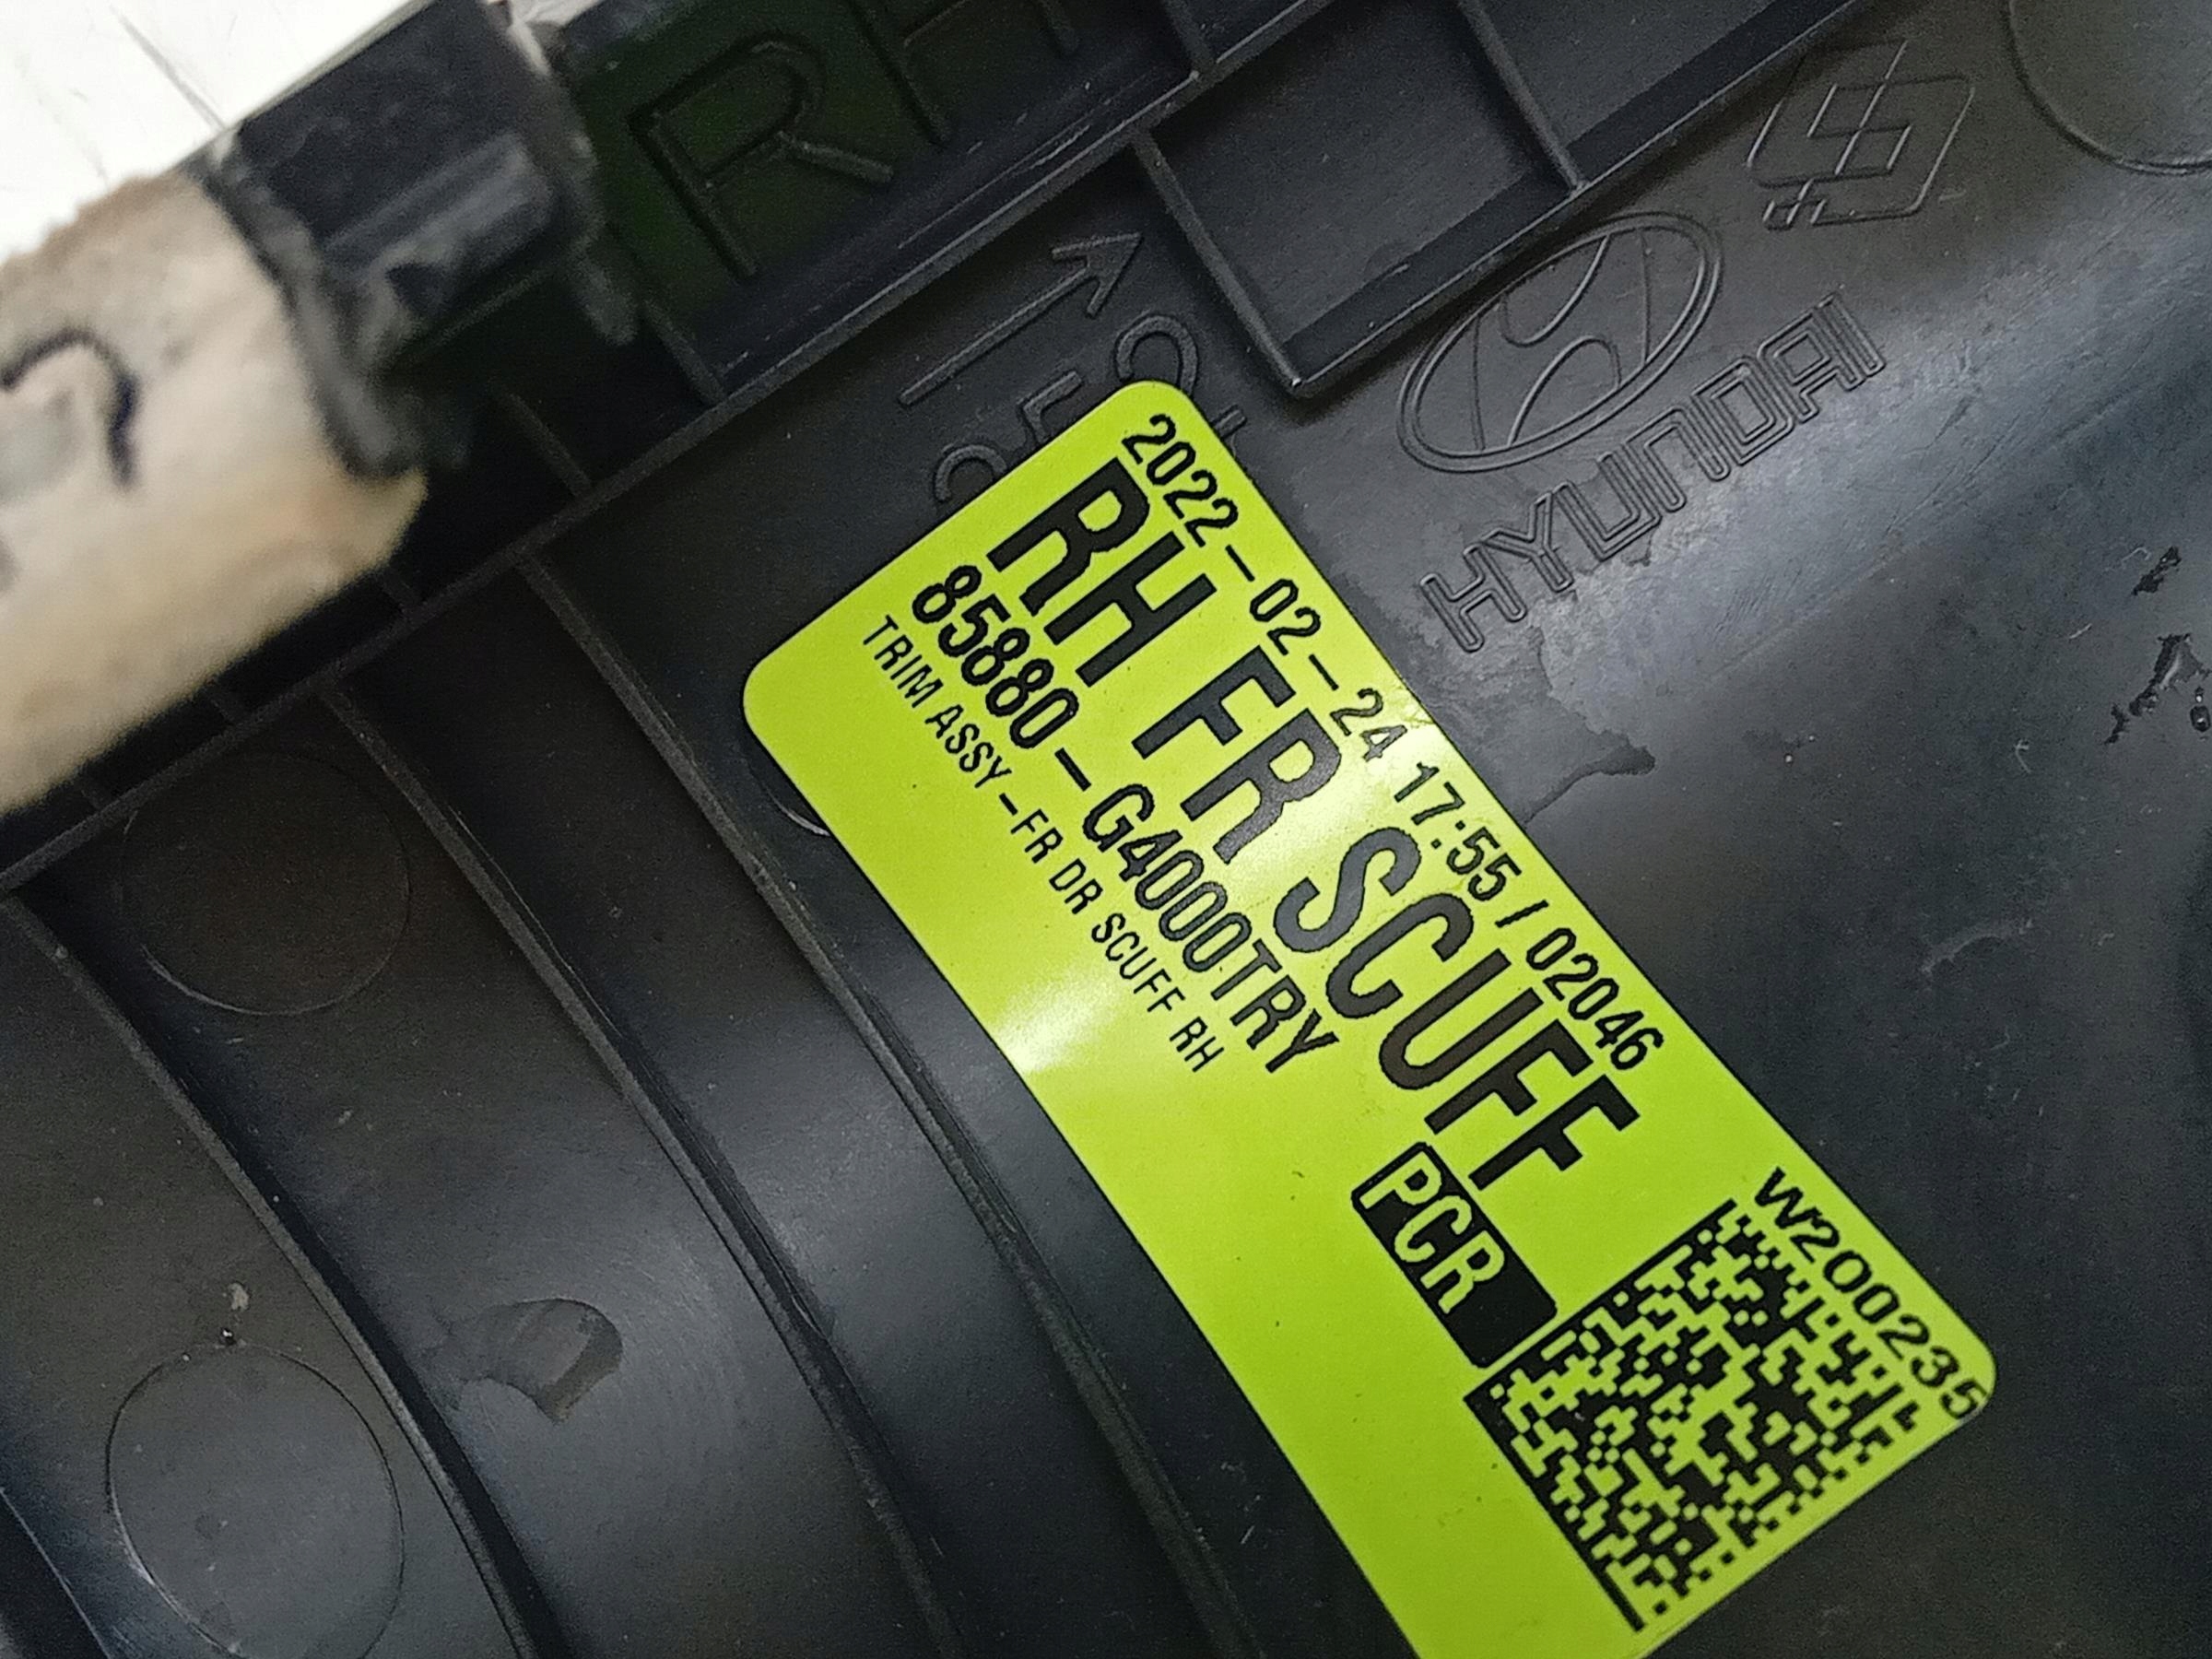 RH
HYUNDAI
2022-02-24 17:55 / 02046
RH FR SCUFF
85880-G4000TRY
TRIM ASSY-FR DR SCUFF RH
PCR
W200235